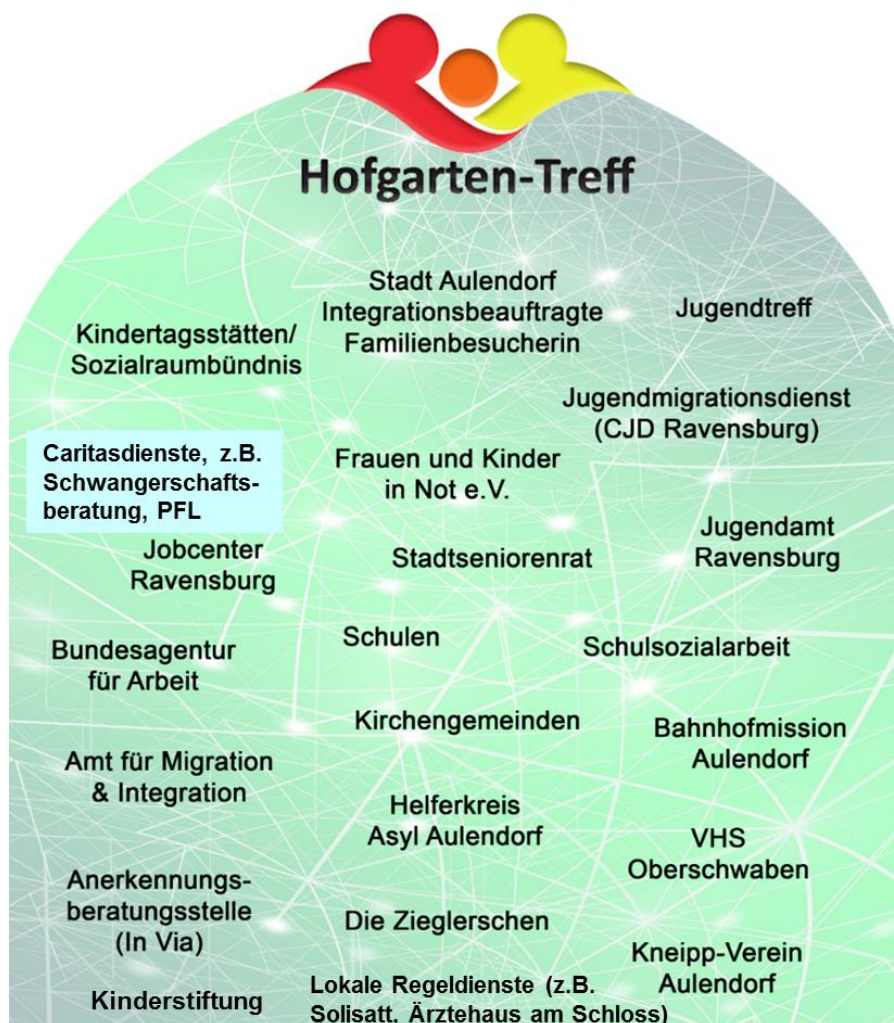 Hofgarten-Treff
Stadt Aulendorf
Integrationsbeauftragte
Familienbesucherin
Jugendtreff
Kindertagsstätten/
Sozialraumbündnis
Jugendmigrationsdienst
(CJD Ravensburg)
Caritasdienste, z.B.
Schwangerschafts-
beratung, PFL
Frauen und Kinder
in Not e.V.
Jugendamt
Ravensburg
Jobcenter
Ravensburg
Stadtseniorenrat
Schulen
Schulsozialarbeit
Bundesagentur
für Arbeit
Kirchengemeinden
Bahnhofmission
Aulendorf
Amt für Migration
& Integration
Helferkreis
Asyl Aulendorf
VHS
Oberschwaben
Anerkennungs-
beratungsstelle
(In Via)
Die Zieglerschen
Kneipp-Verein
Aulendorf
Kinderstiftung
Lokale Regeldienste (z.B.
Solisatt, Ärztehaus am Schloss)